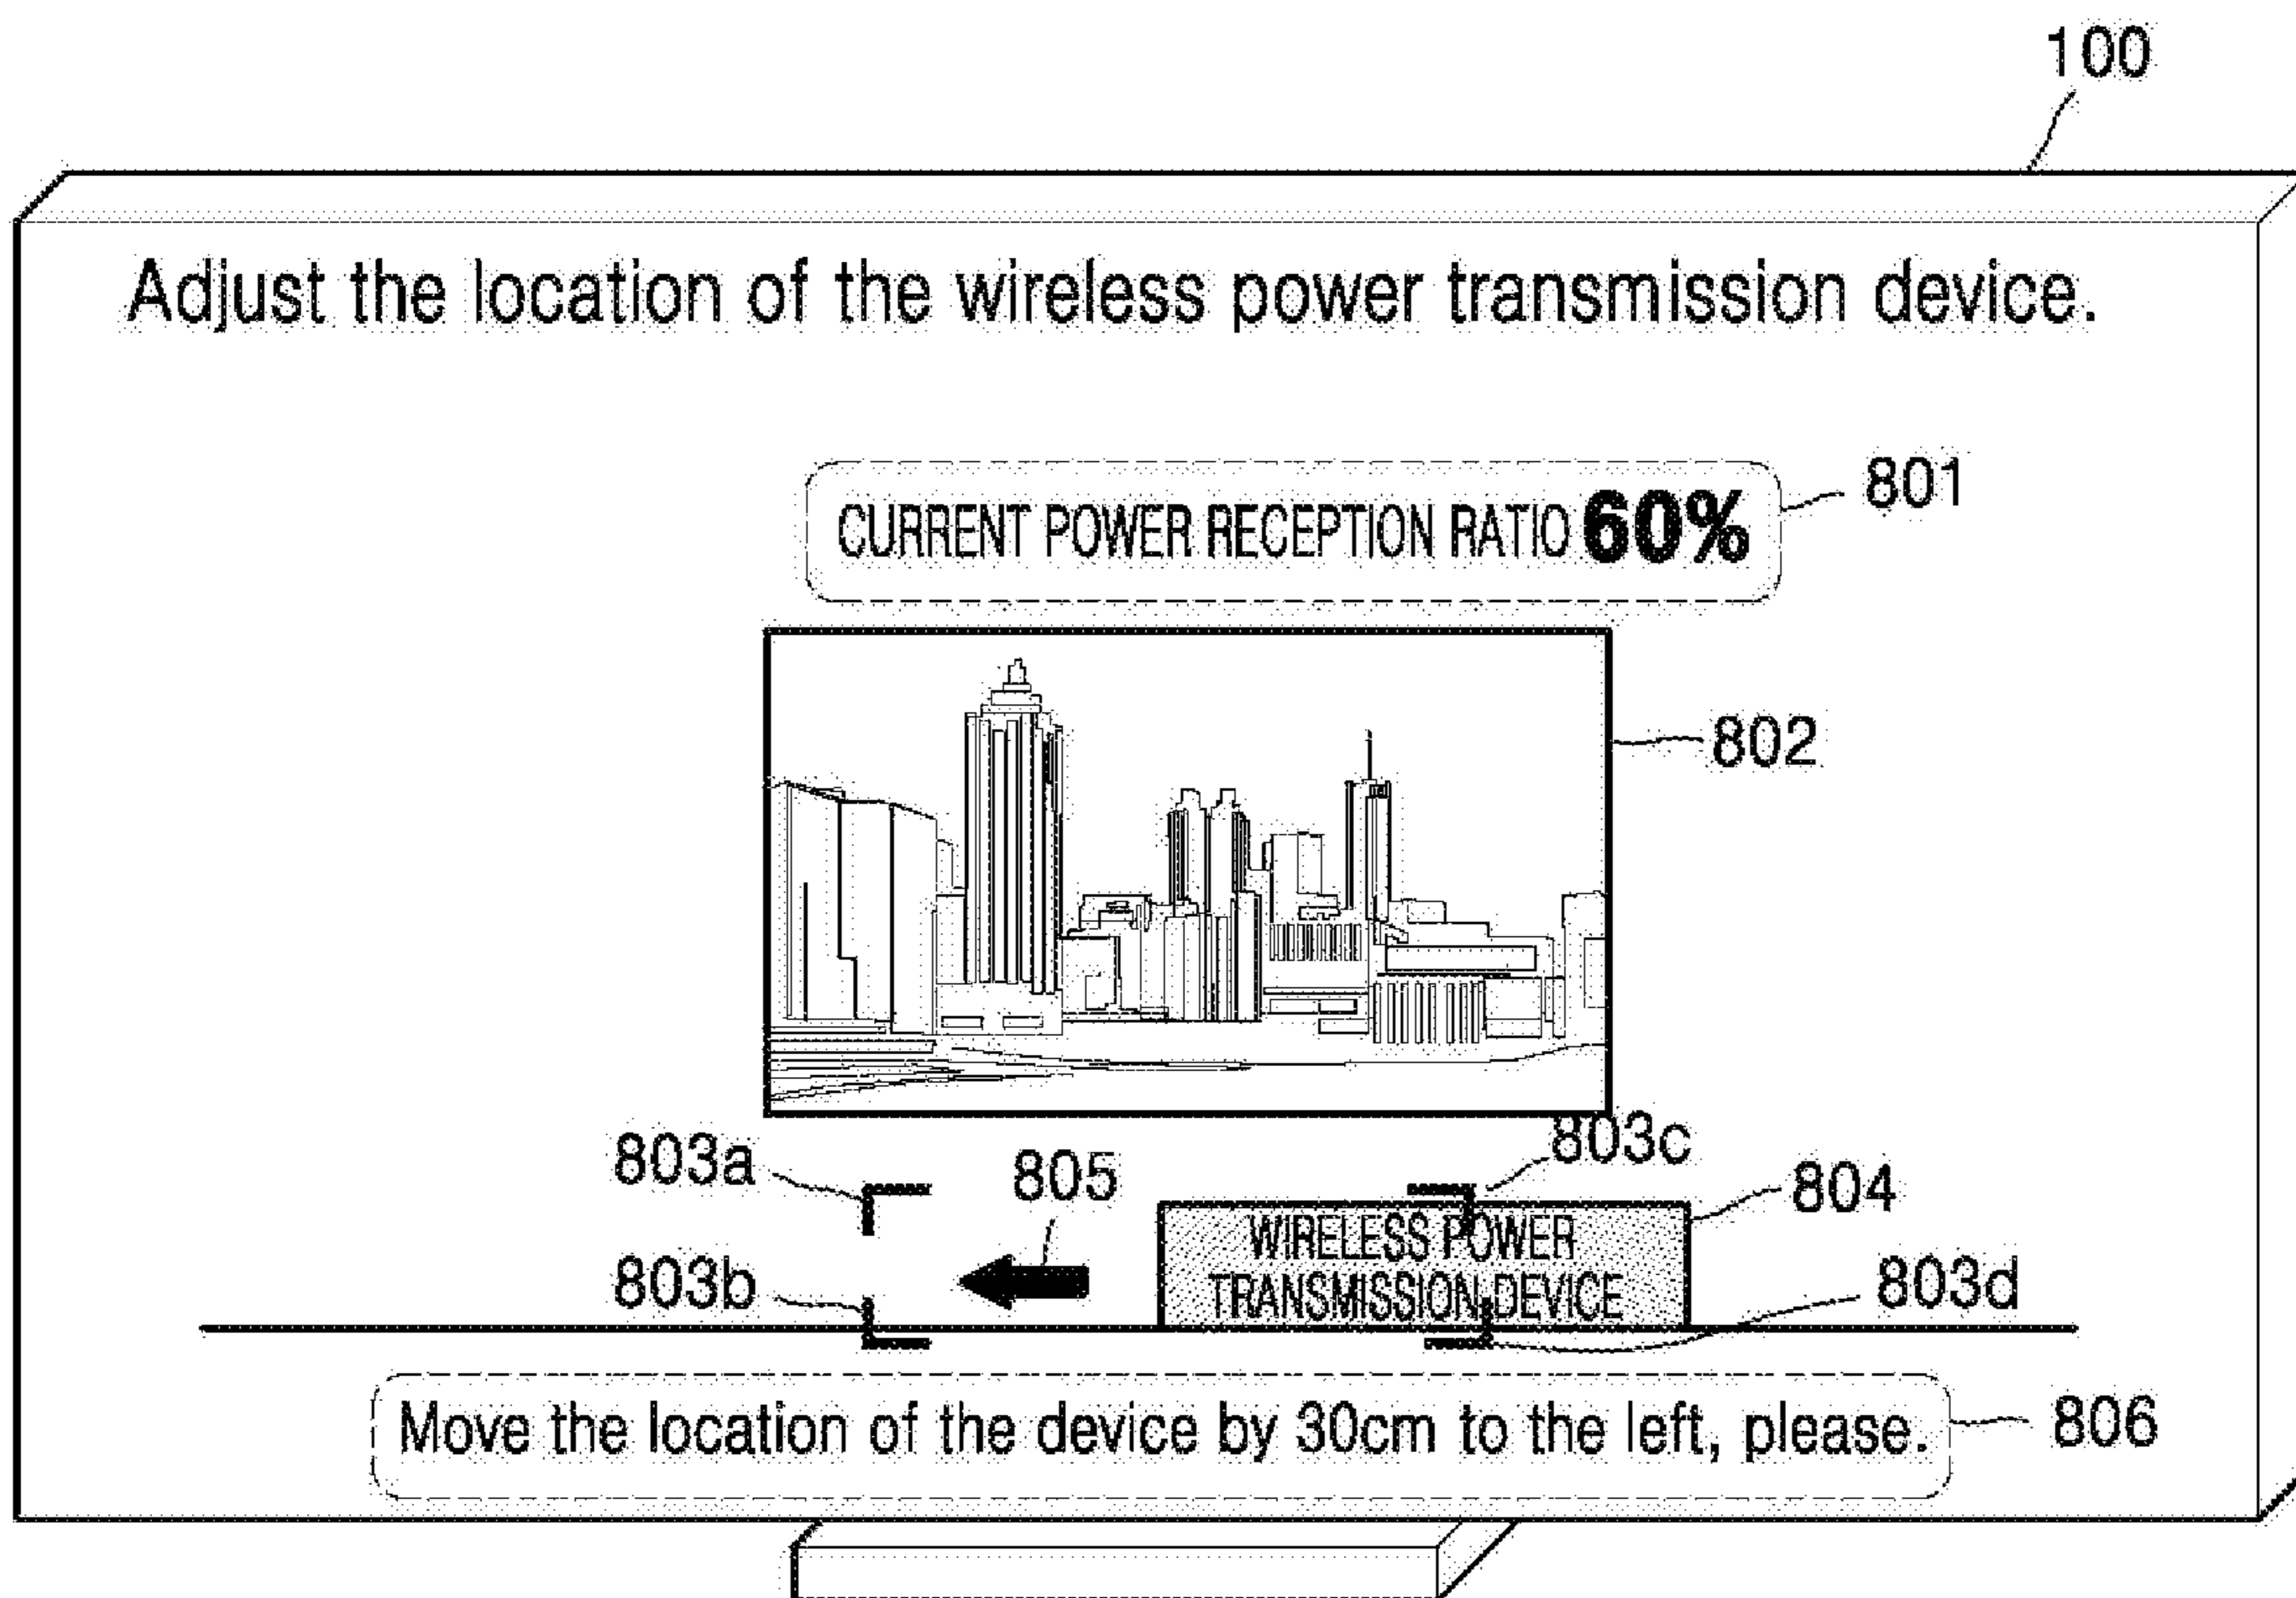 100
Adjust the location of the wireless power transmission device.
CURRENT POWER RECEPTION RATIO 60%
801
802
803a
805
803c
804
WIRELESS POWER
TRANSMISSION DEVICE
803b
803d
Move the location of the device by 30cm to the left, please.
806